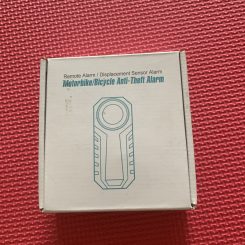 Remote Alarm / Displacement Sensor Alarm
Motorbike/Bicycle Anti-Theft Alarm